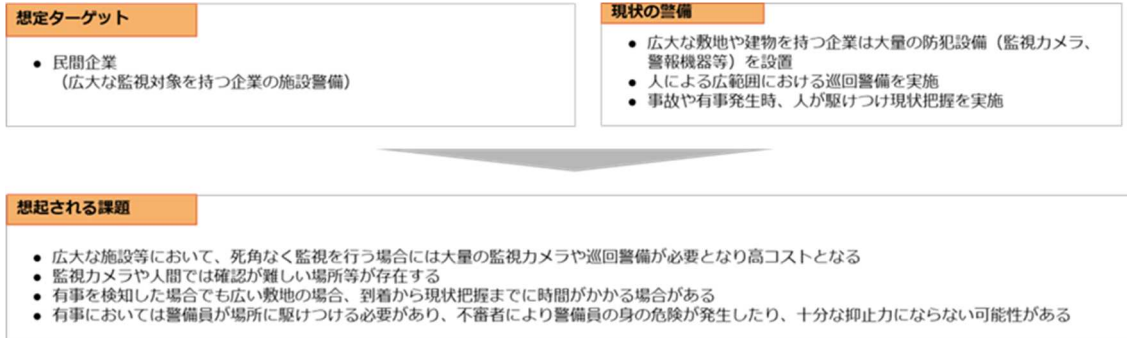 想定ターゲット
● 民間企業
（広大な監視対象を持つ企業の施設警備）
現状の警備
● 広大な敷地や建物を持つ企業は大量の防犯設備（監視カメラ、
警報機器等）を設置
● 人による広範囲における巡回警備を実施
● 事故や有事発生時、人が駆けつけ現状把握を実施
想起される課題
● 広大な施設等において、死角なく監視を行う場合には大量の監視カメラや巡回警備が必要となり高コストとなる
● 監視カメラや人間では確認が難しい場所等が存在する
● 有事を検知した場合でも広い敷地の場合、到着から現状把握までに時間がかかる場合がある
● 有事においては警備員が場所に駆けつける必要があり、不審者により警備員の身の危険が発生したり、十分な抑止力にならない可能性がある